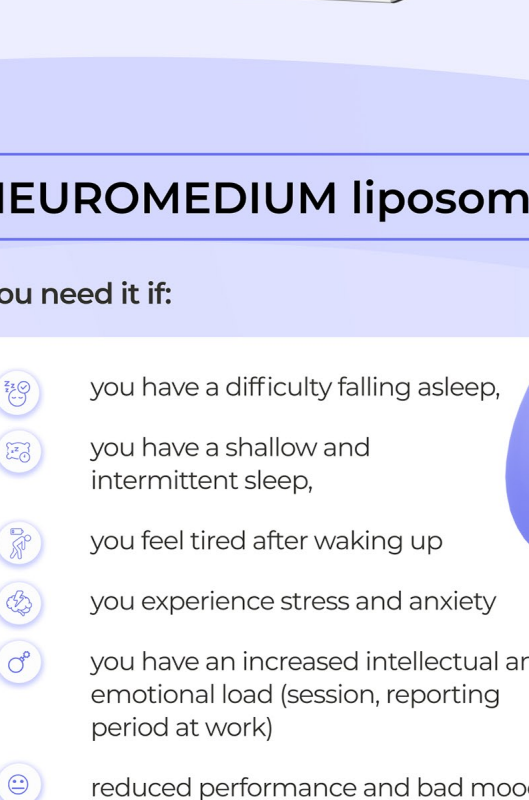 NEUROMEDIUM liposom
ou need it if:
you have a difficulty falling asleep,
you have a shallow and
intermittent sleep,
you feel tired after waking up
you experience stress and anxiety
you have an increased intellectual an
emotional load (session, reporting
period at work)
reduced performance and bad moo